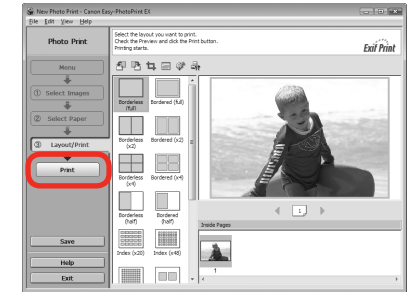 New Photo Print - Canon Easy-PhotoPrint EX
File Edit View Help
Photo Print
Select the layout you want to print.
Check the Preview and click the Print button.
Printing starts.
Exif Print
Menu
① Select Images
② Select Paper
③ Layout/Print
Print
Save
Help
Exit
Borderless (full)
Bordered (full)
Borderless (x2)
Bordered (x2)
Borderless (x4)
Bordered (x4)
Borderless (half)
Bordered (half)
Index (x20)
Index (x48)
1
Inside Pages
1